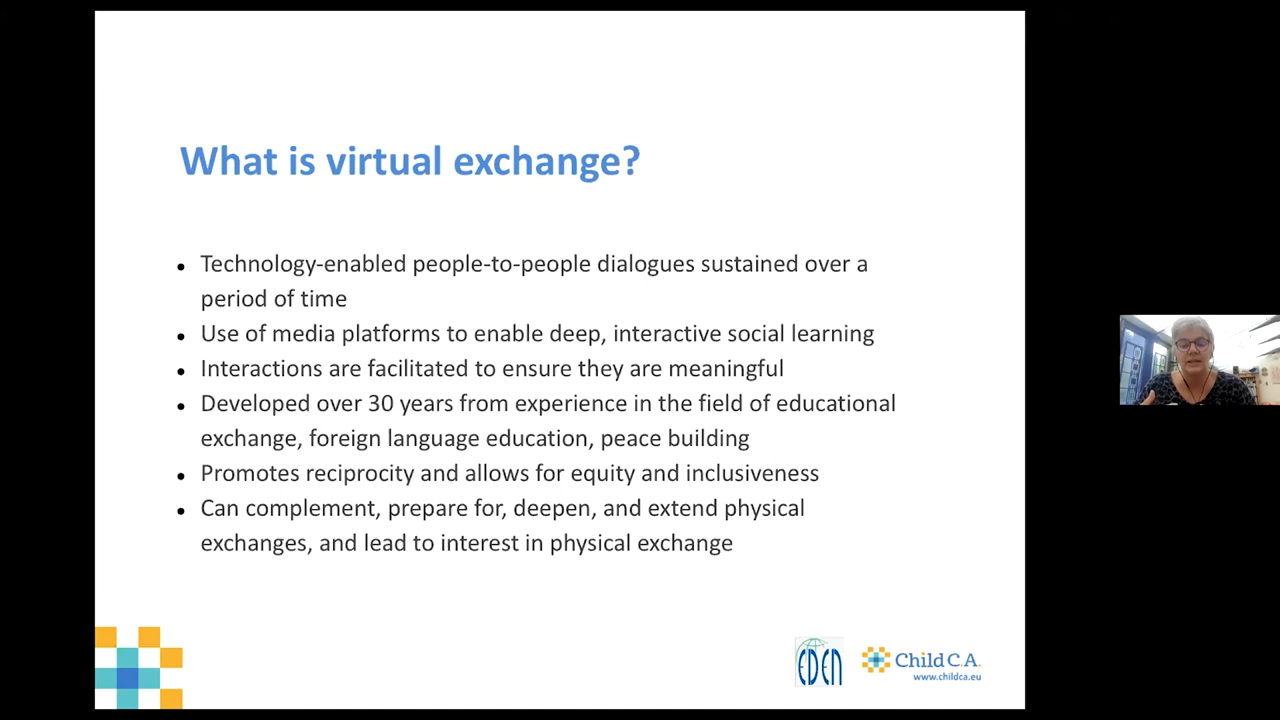 What is virtual exchange?
Technology-enabled people-to-people dialogues sustained over a
period of time
Use of media platforms to enable deep, interactive social learning
Interactions are facilitated to ensure they are meaningful
Developed over 30 years from experience in the field of educational
exchange, foreign language education, peace building
Promotes reciprocity and allows for equity and inclusiveness
Can complement, prepare for, deepen, and extend physical
exchanges, and lead to interest in physical exchange
EDEN
Child C.A.
www.childca.eu